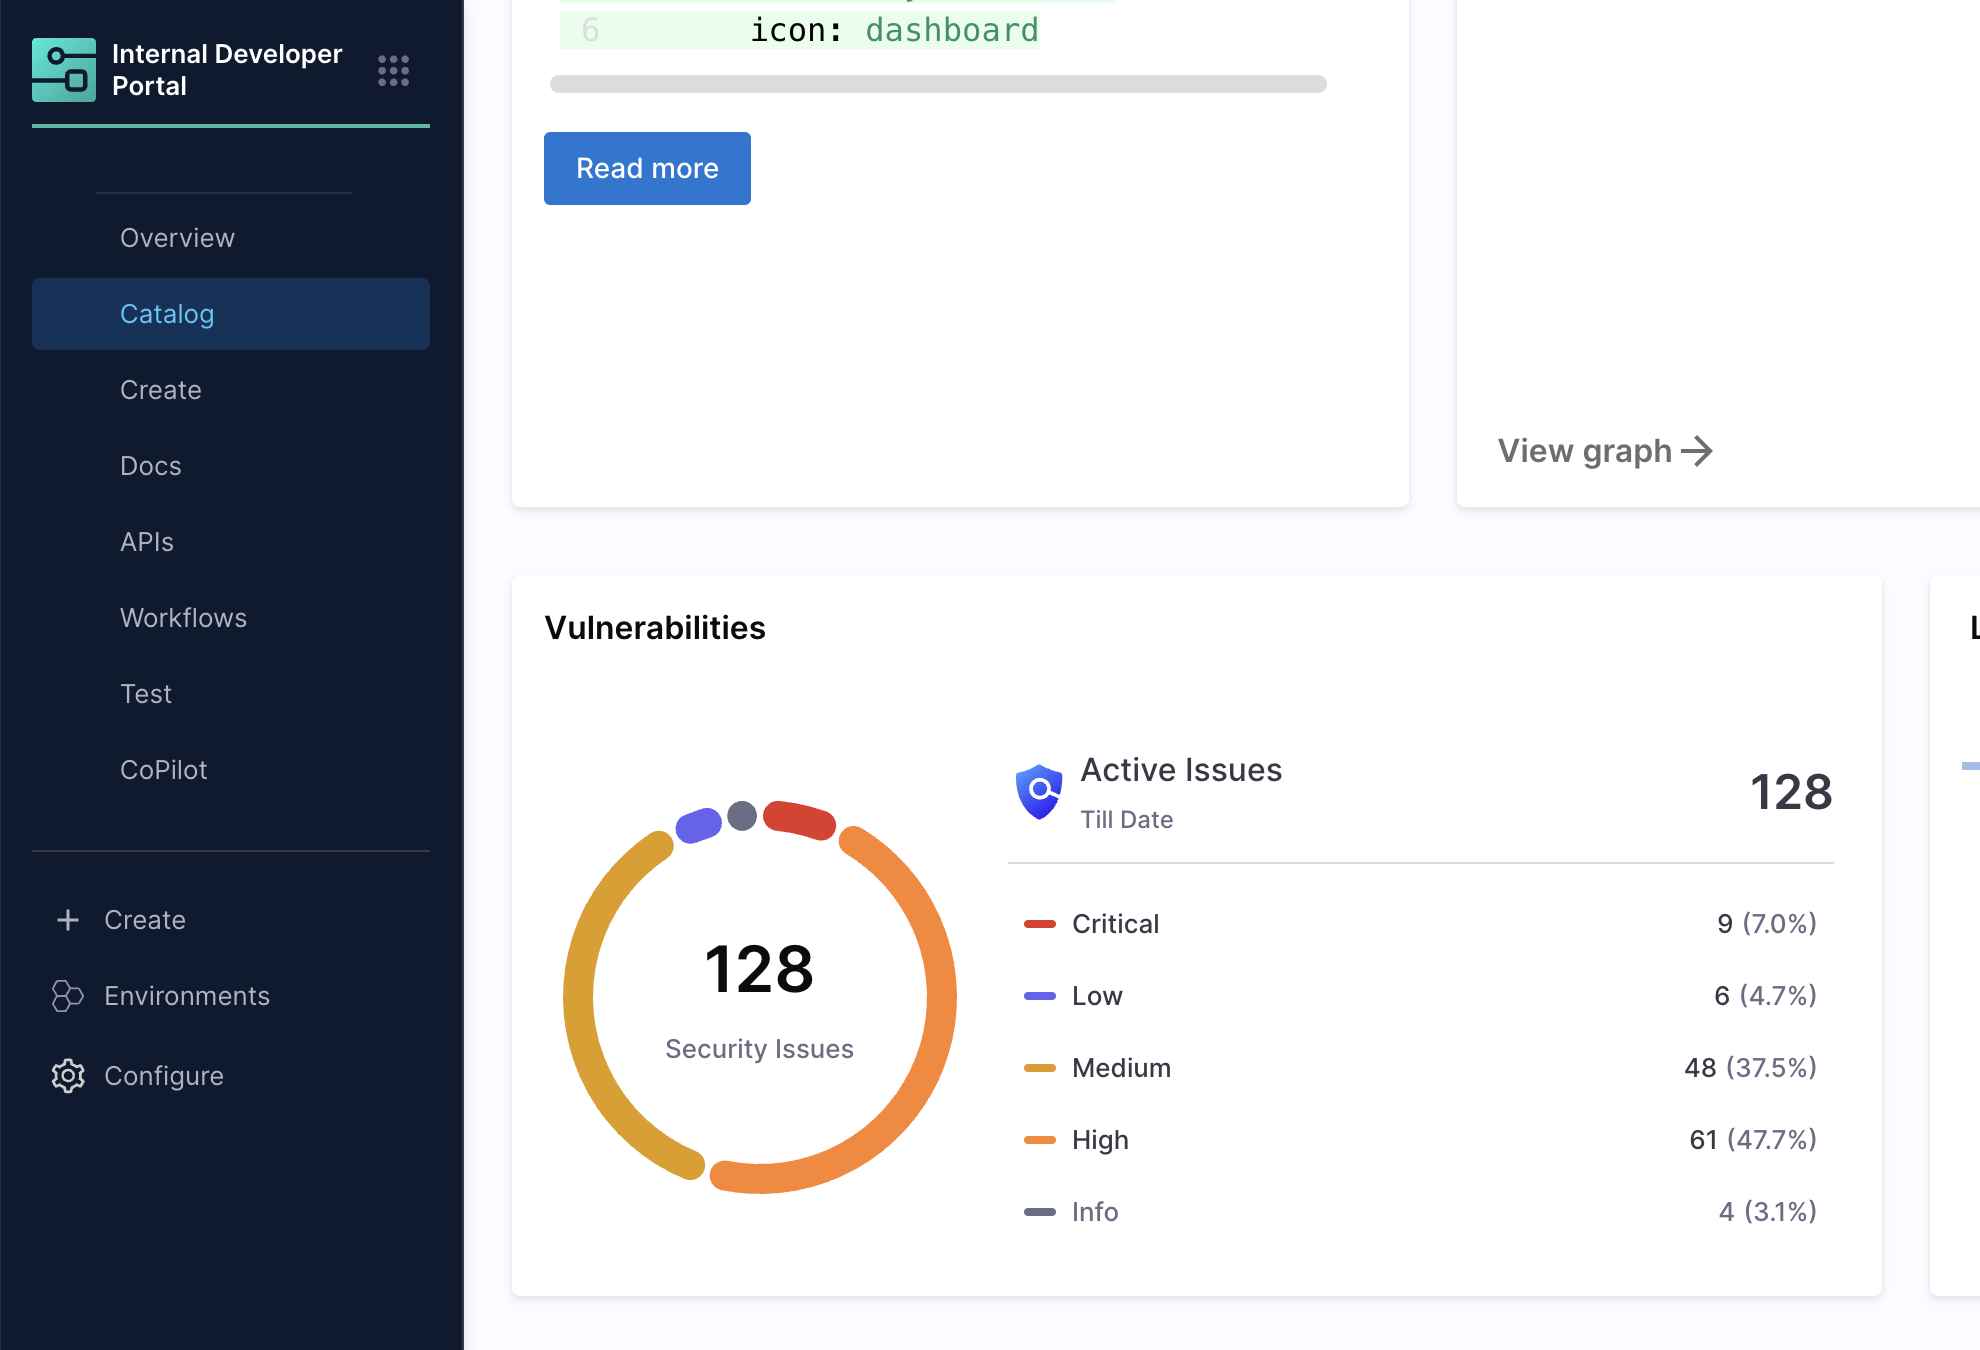 Internal Developer
Portal
Overview
Catalog
Create
Docs
APIs
Workflows
Test
CoPilot
Create
Environments
Configure
6 icon: dashboard
Read more
View graph
Vulnerabilities
128
Security Issues
Active Issues
Till Date
128
Critical 9 (7.0%)
Low 6 (4.7%)
Medium 48 (37.5%)
High 61 (47.7%)
Info 4 (3.1%)